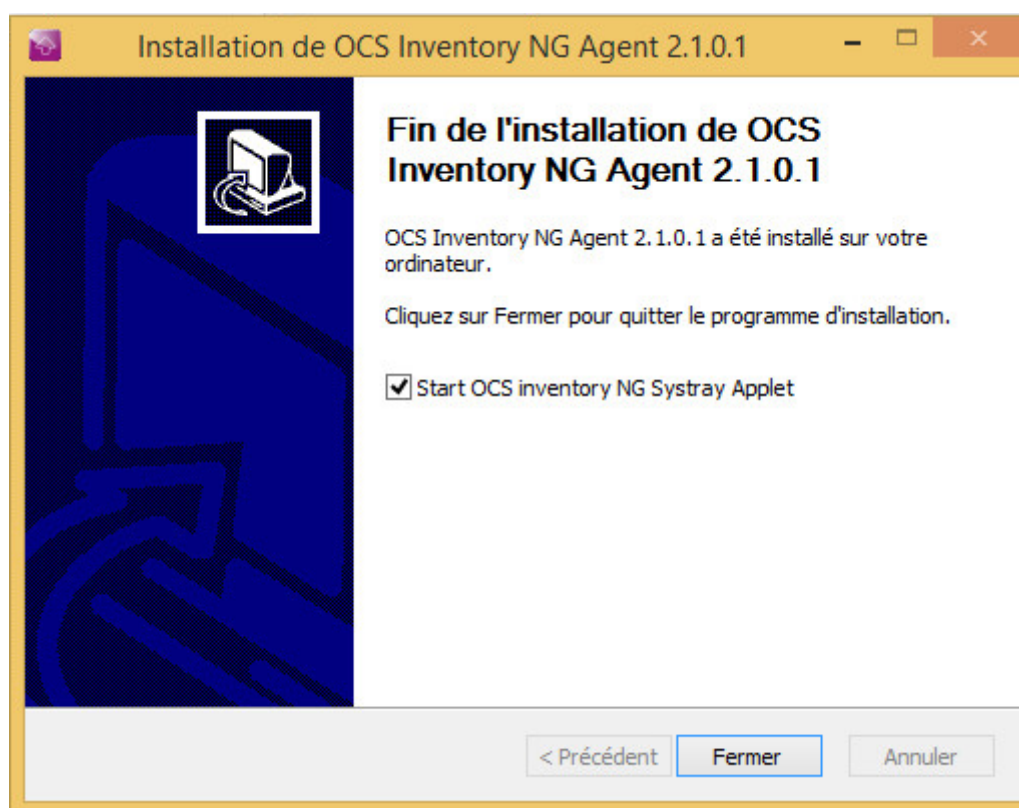 Installation de OCS Inventory NG Agent 2.1.0.1
Fin de l'installation de OCS
Inventory NG Agent 2.1.0.1
OCS Inventory NG Agent 2.1.0.1 a été installé sur votre
ordinateur.
Cliquez sur Fermer pour quitter le programme d'installation.
Start OCS inventory NG Systray Applet
< Précédent
Fermer
Annuler